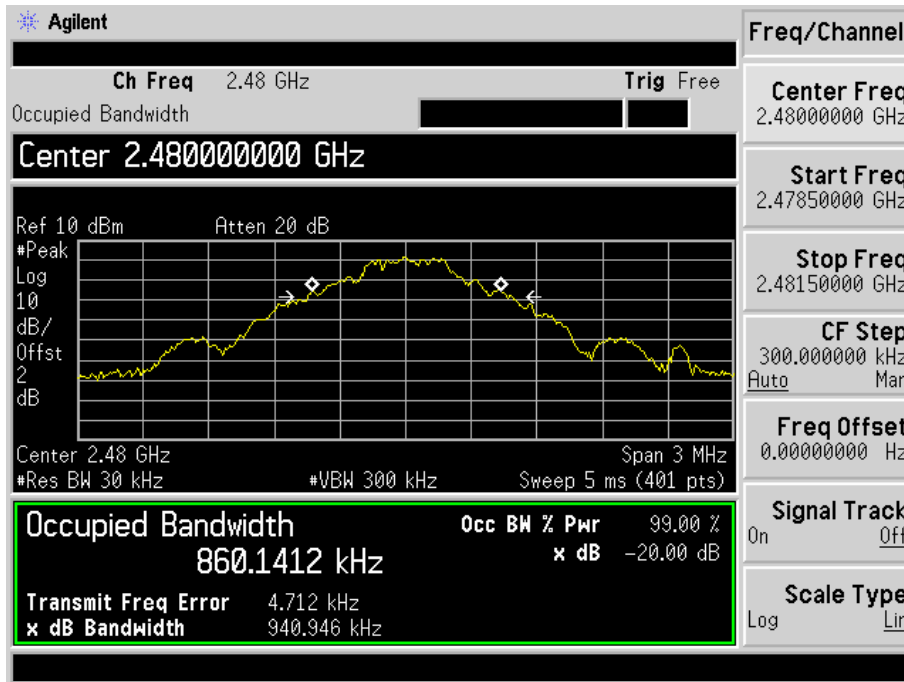 Agilent
Ch Freq 2.48 GHz Trig Free
Occupied Bandwidth
Center 2.480000000 GHz
Ref 10 dBm Atten 20 dB
#Peak
Log
10
dB/
Offst
2
dB
Center 2.48 GHz Span 3 MHz
#Res BW 30 kHz #VBW 300 kHz Sweep 5 ms (401 pts)
Occupied Bandwidth
860.1412 kHz
Occ BW % Pwr 99.00 %
x dB -20.00 dB
Transmit Freq Error 4.712 kHz
x dB Bandwidth 940.946 kHz
Freq/Channel
Center Freq
2.48000000 GHz
Start Freq
2.47850000 GHz
Stop Freq
2.48150000 GHz
CF Step
300.000000 kHz
Auto Man
Freq Offset
0.00000000 Hz
Signal Track
On Off
Scale Type
Log Lin